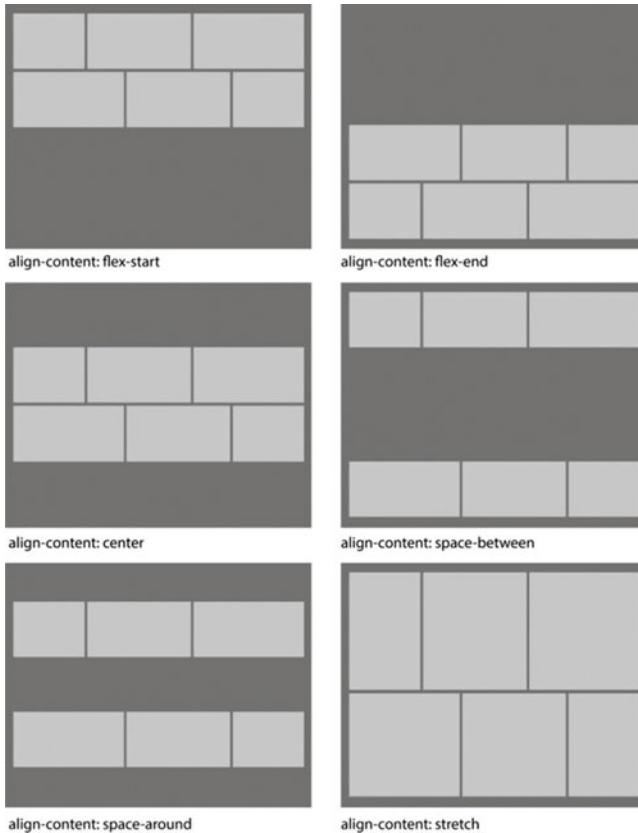 align-content: flex-start
align-content: flex-end
align-content: center
align-content: space-between
align-content: space-around
align-content: stretch